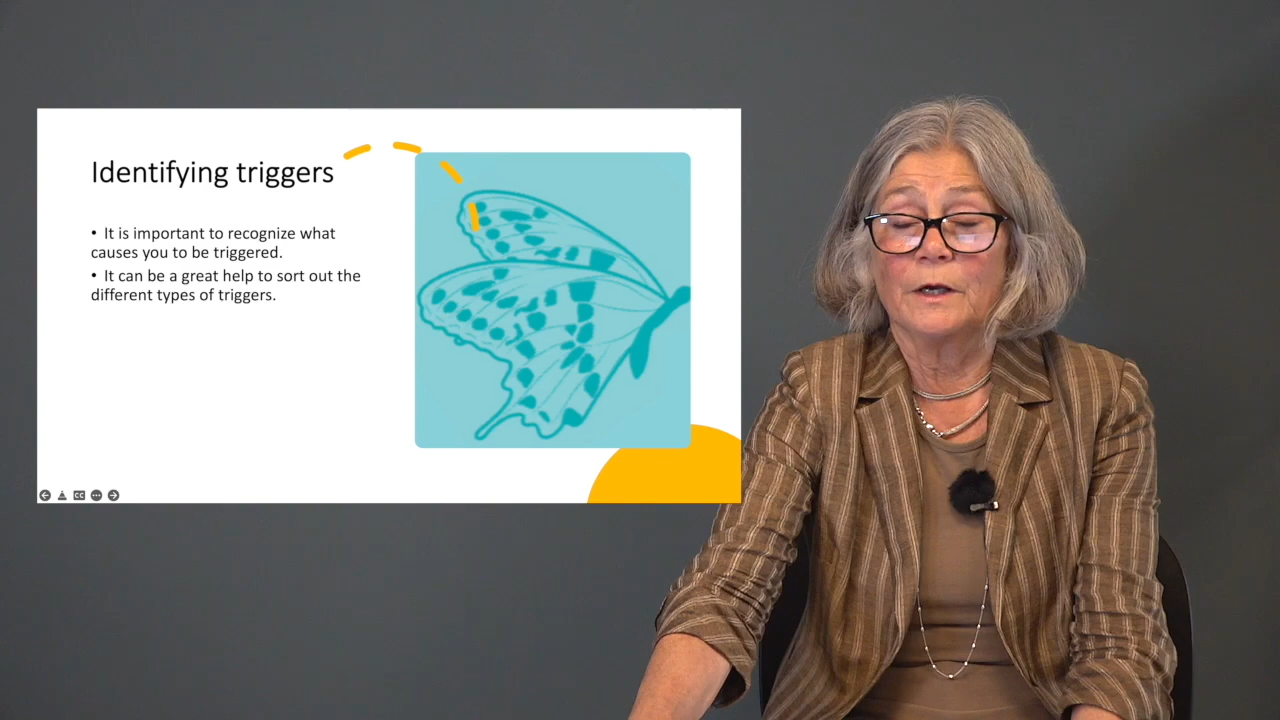 Identifying triggers
• It is important to recognize what
causes you to be triggered.
• It can be a great help to sort out the
different types of triggers.
CC